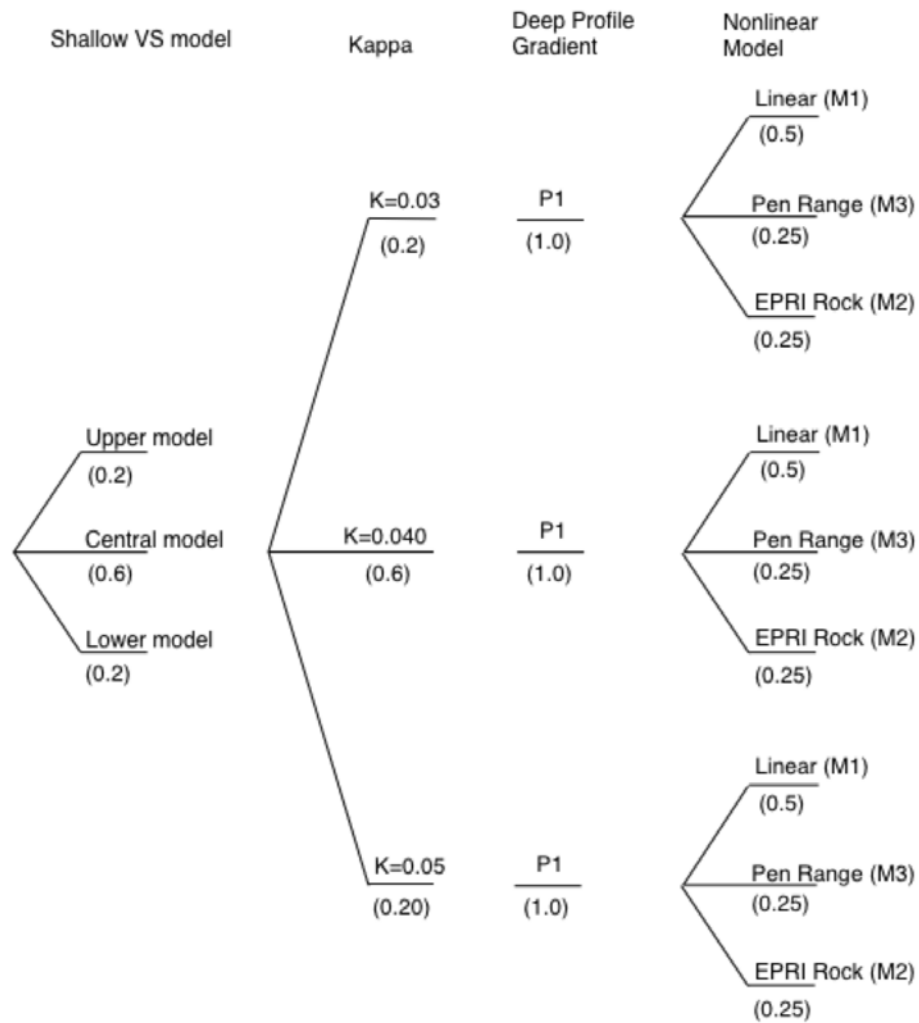 Shallow VS model
Kappa
Deep Profile
Gradient
Nonlinear
Model
Linear (M1)
(0.5)
K=0.03
(0.2)
P1
(1.0)
Pen Range (M3)
(0.25)
EPRI Rock (M2)
(0.25)
Upper model
(0.2)
Central model
(0.6)
Lower model
(0.2)
K=0.040
(0.6)
P1
(1.0)
Linear (M1)
(0.5)
Pen Range (M3)
(0.25)
EPRI Rock (M2)
(0.25)
K=0.05
(0.20)
P1
(1.0)
Linear (M1)
(0.5)
Pen Range (M3)
(0.25)
EPRI Rock (M2)
(0.25)